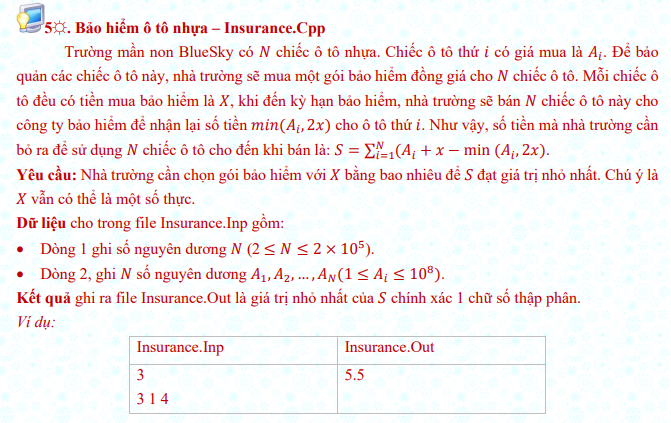 5☼. Bảo hiểm ô tô nhựa – Insurance.Cpp
Trường mần non BlueSky có N chiếc ô tô nhựa. Chiếc ô tô thứ i có giá mua là Aᵢ. Để bảo
quản các chiếc ô tô này, nhà trường sẽ mua một gói bảo hiểm đồng giá cho N chiếc ô tô. Mỗi chiếc ô
tô đều có tiền mua bảo hiểm là X, khi đến kỳ hạn bảo hiểm, nhà trường sẽ bán N chiếc ô tô này cho
công ty bảo hiểm để nhận lại số tiền min(Aᵢ, 2x) cho ô tô thứ i. Như vậy, số tiền mà nhà trường cần
bỏ ra để sử dụng N chiếc ô tô cho đến khi bán là: S = ∑ᵢ₌₁ᴺ(Aᵢ + x − min (Aᵢ, 2x).
Yêu cầu: Nhà trường cần chọn gói bảo hiểm với X bằng bao nhiêu để S đạt giá trị nhỏ nhất. Chú ý là
X vẫn có thể là một số thực.
Dữ liệu cho trong file Insurance.Inp gồm:
• Dòng 1 ghi số nguyên dương N (2 ≤ N ≤ 2 × 10⁵).
• Dòng 2, ghi N số nguyên dương A₁, A₂, … , A_N(1 ≤ Aᵢ ≤ 10⁸).
Kết quả ghi ra file Insurance.Out là giá trị nhỏ nhất của S chính xác 1 chữ số thập phân.
Ví dụ:
Insurance.Inp Insurance.Out
3 5.5
3 1 4